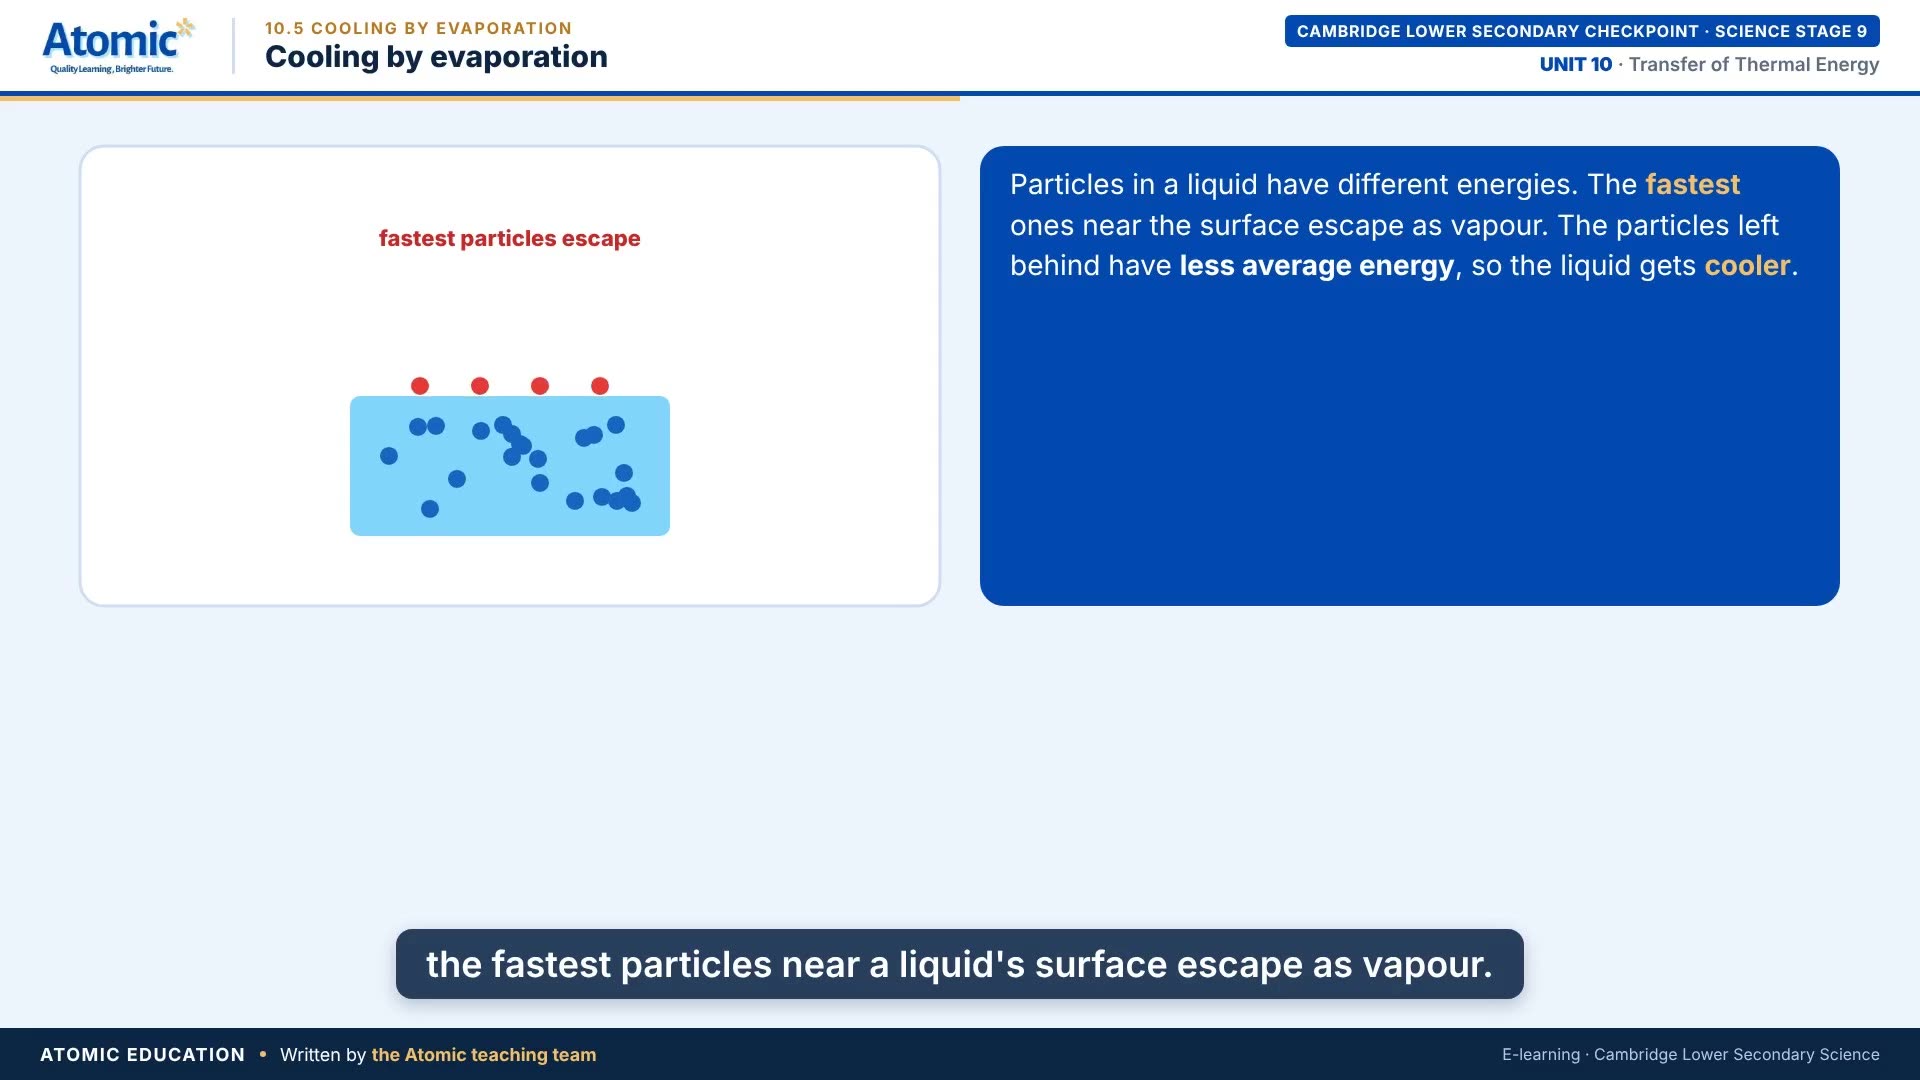 Atomic
Quality Learning, Brighter Future.
10.5 COOLING BY EVAPORATION
Cooling by evaporation
CAMBRIDGE LOWER SECONDARY CHECKPOINT · SCIENCE STAGE 9
UNIT 10 · Transfer of Thermal Energy
fastest particles escape
Particles in a liquid have different energies. The fastest
ones near the surface escape as vapour. The particles left
behind have less average energy, so the liquid gets cooler.
the fastest particles near a liquid's surface escape as vapour.
ATOMIC EDUCATION • Written by the Atomic teaching team
E-learning · Cambridge Lower Secondary Science